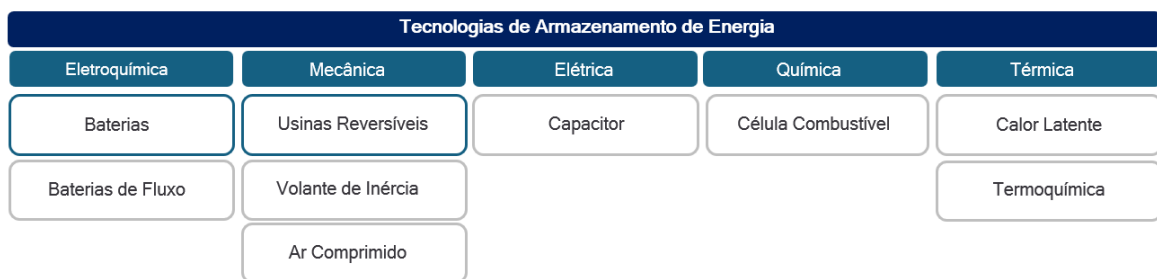 Tecnologias de Armazenamento de Energia
Eletroquímica
Mecânica
Elétrica
Química
Térmica
Baterias
Usinas Reversíveis
Capacitor
Célula Combustível
Calor Latente
Baterias de Fluxo
Volante de Inércia
Termoquímica
Ar Comprimido